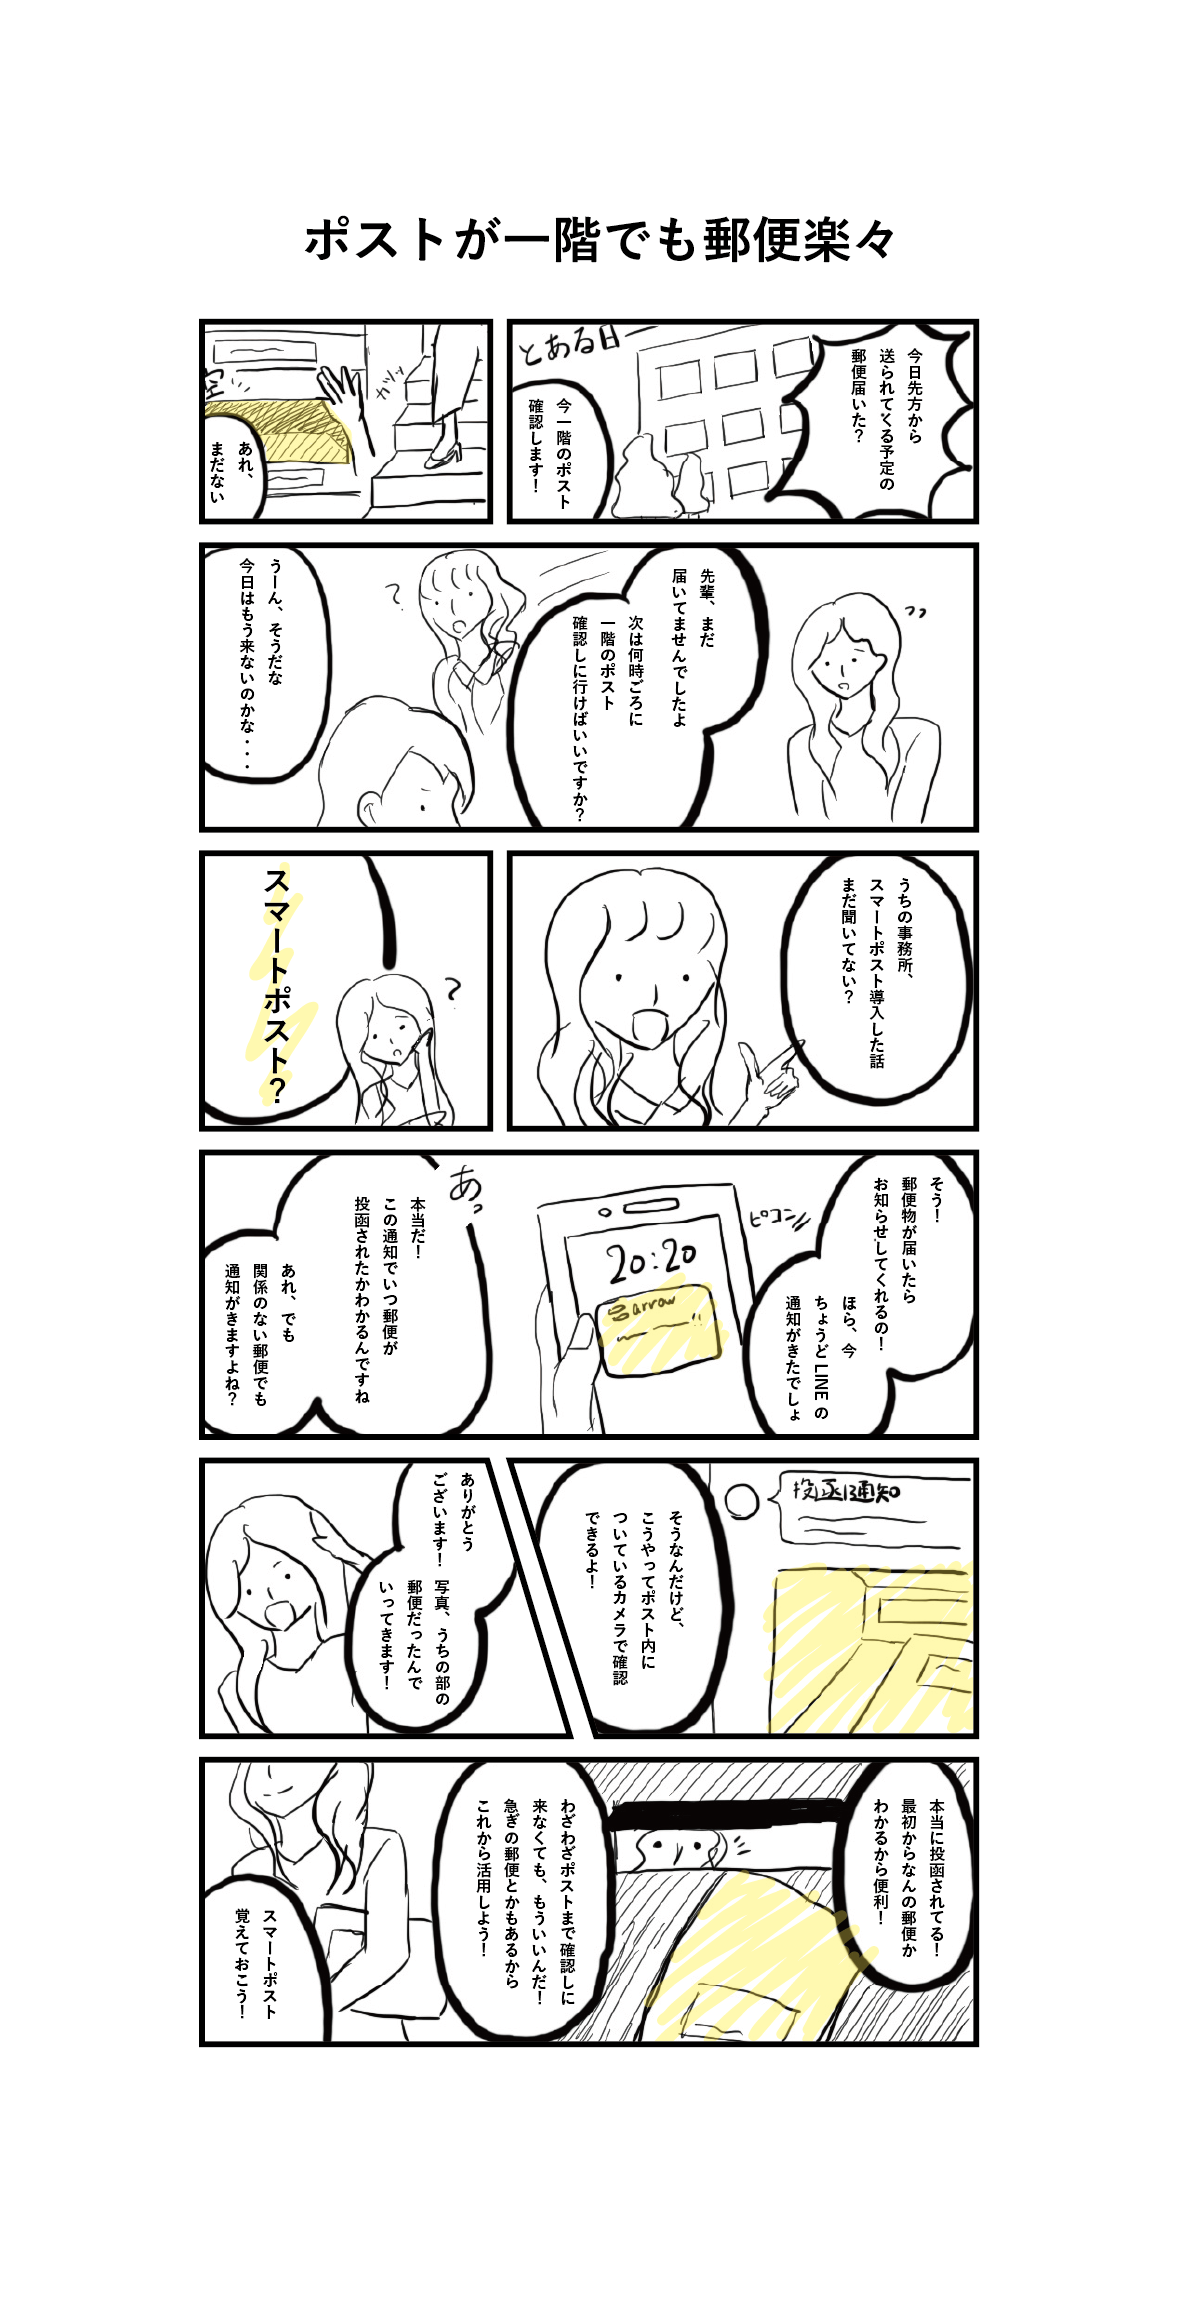 ポストが一階でも郵便楽々
今日先方から
送られてくる予定の
郵便届いた？
とある日
今一階のポスト
確認します！
ガバッ
空
あれ、
まだない
先輩、まだ
届いてませんでしたよ
次は何時ごろに
一階のポスト
確認しに行けばいいですか？
？
うーん、そうだな
今日はもう来ないのかな・・・・
うちの事務所、
スマートポスト導入した話
まだ聞いてない？
？
スマートポスト？
そう！
郵便物が届いたら
お知らせしてくれるの！
ほら、今
ちょうどLINEの
通知がきたでしょ
ピコン
20:20
arrow
あっ
本当だ！
この通知でいつ郵便が
投函されたかわかるんですね
あれ、でも
関係のない郵便でも
通知がきますよね？
投函通知
そうなんだけど、
こうやってポスト内に
ついているカメラで確認
できるよ！
ありがとう
ございます！
写真、うちの部の
郵便だったんで
いってきます！
本当に投函されてる！
最初からなんの郵便か
わかるから便利！
わざわざポストまで確認しに
来なくても、もういいんだ！
急ぎの郵便とかもあるから
これから活用しよう！
スマートポスト
覚えておこう！